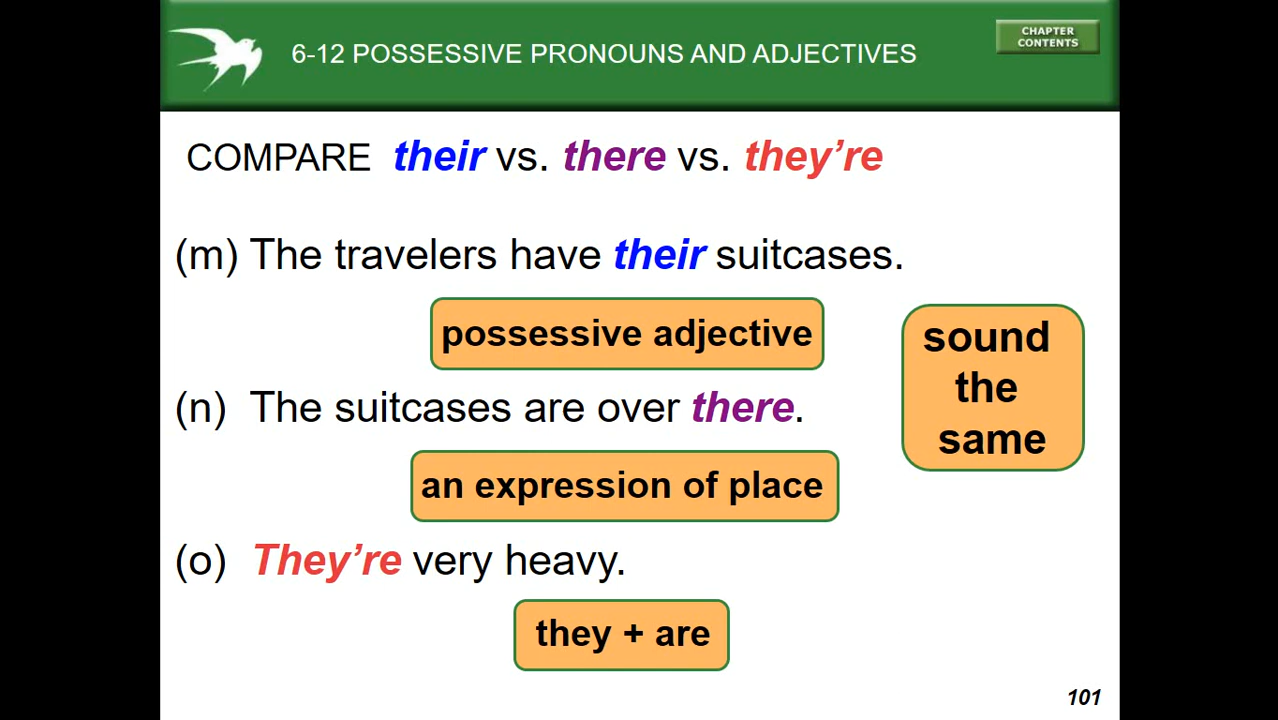 6-12 POSSESSIVE PRONOUNS AND ADJECTIVES
CHAPTER
CONTENTS
COMPARE their vs. there vs. they’re
(m) The travelers have their suitcases.
possessive adjective
sound
the
same
(n) The suitcases are over there.
an expression of place
(o) They’re very heavy.
they + are
101